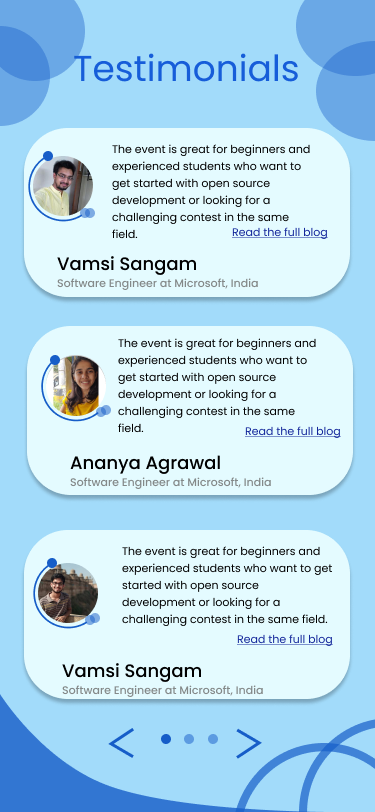 Testimonials
The event is great for beginners and
experienced students who want to
get started with open source
development or looking for a
challenging contest in the same
field.
Read the full blog
Vamsi Sangam
Software Engineer at Microsoft, India
The event is great for beginners and
experienced students who want to
get started with open source
development or looking for a
challenging contest in the same
field.
Read the full blog
Ananya Agrawal
Software Engineer at Microsoft, India
The event is great for beginners and
experienced students who want to get
started with open source
development or looking for a
challenging contest in the same field.
Read the full blog
Vamsi Sangam
Software Engineer at Microsoft, India